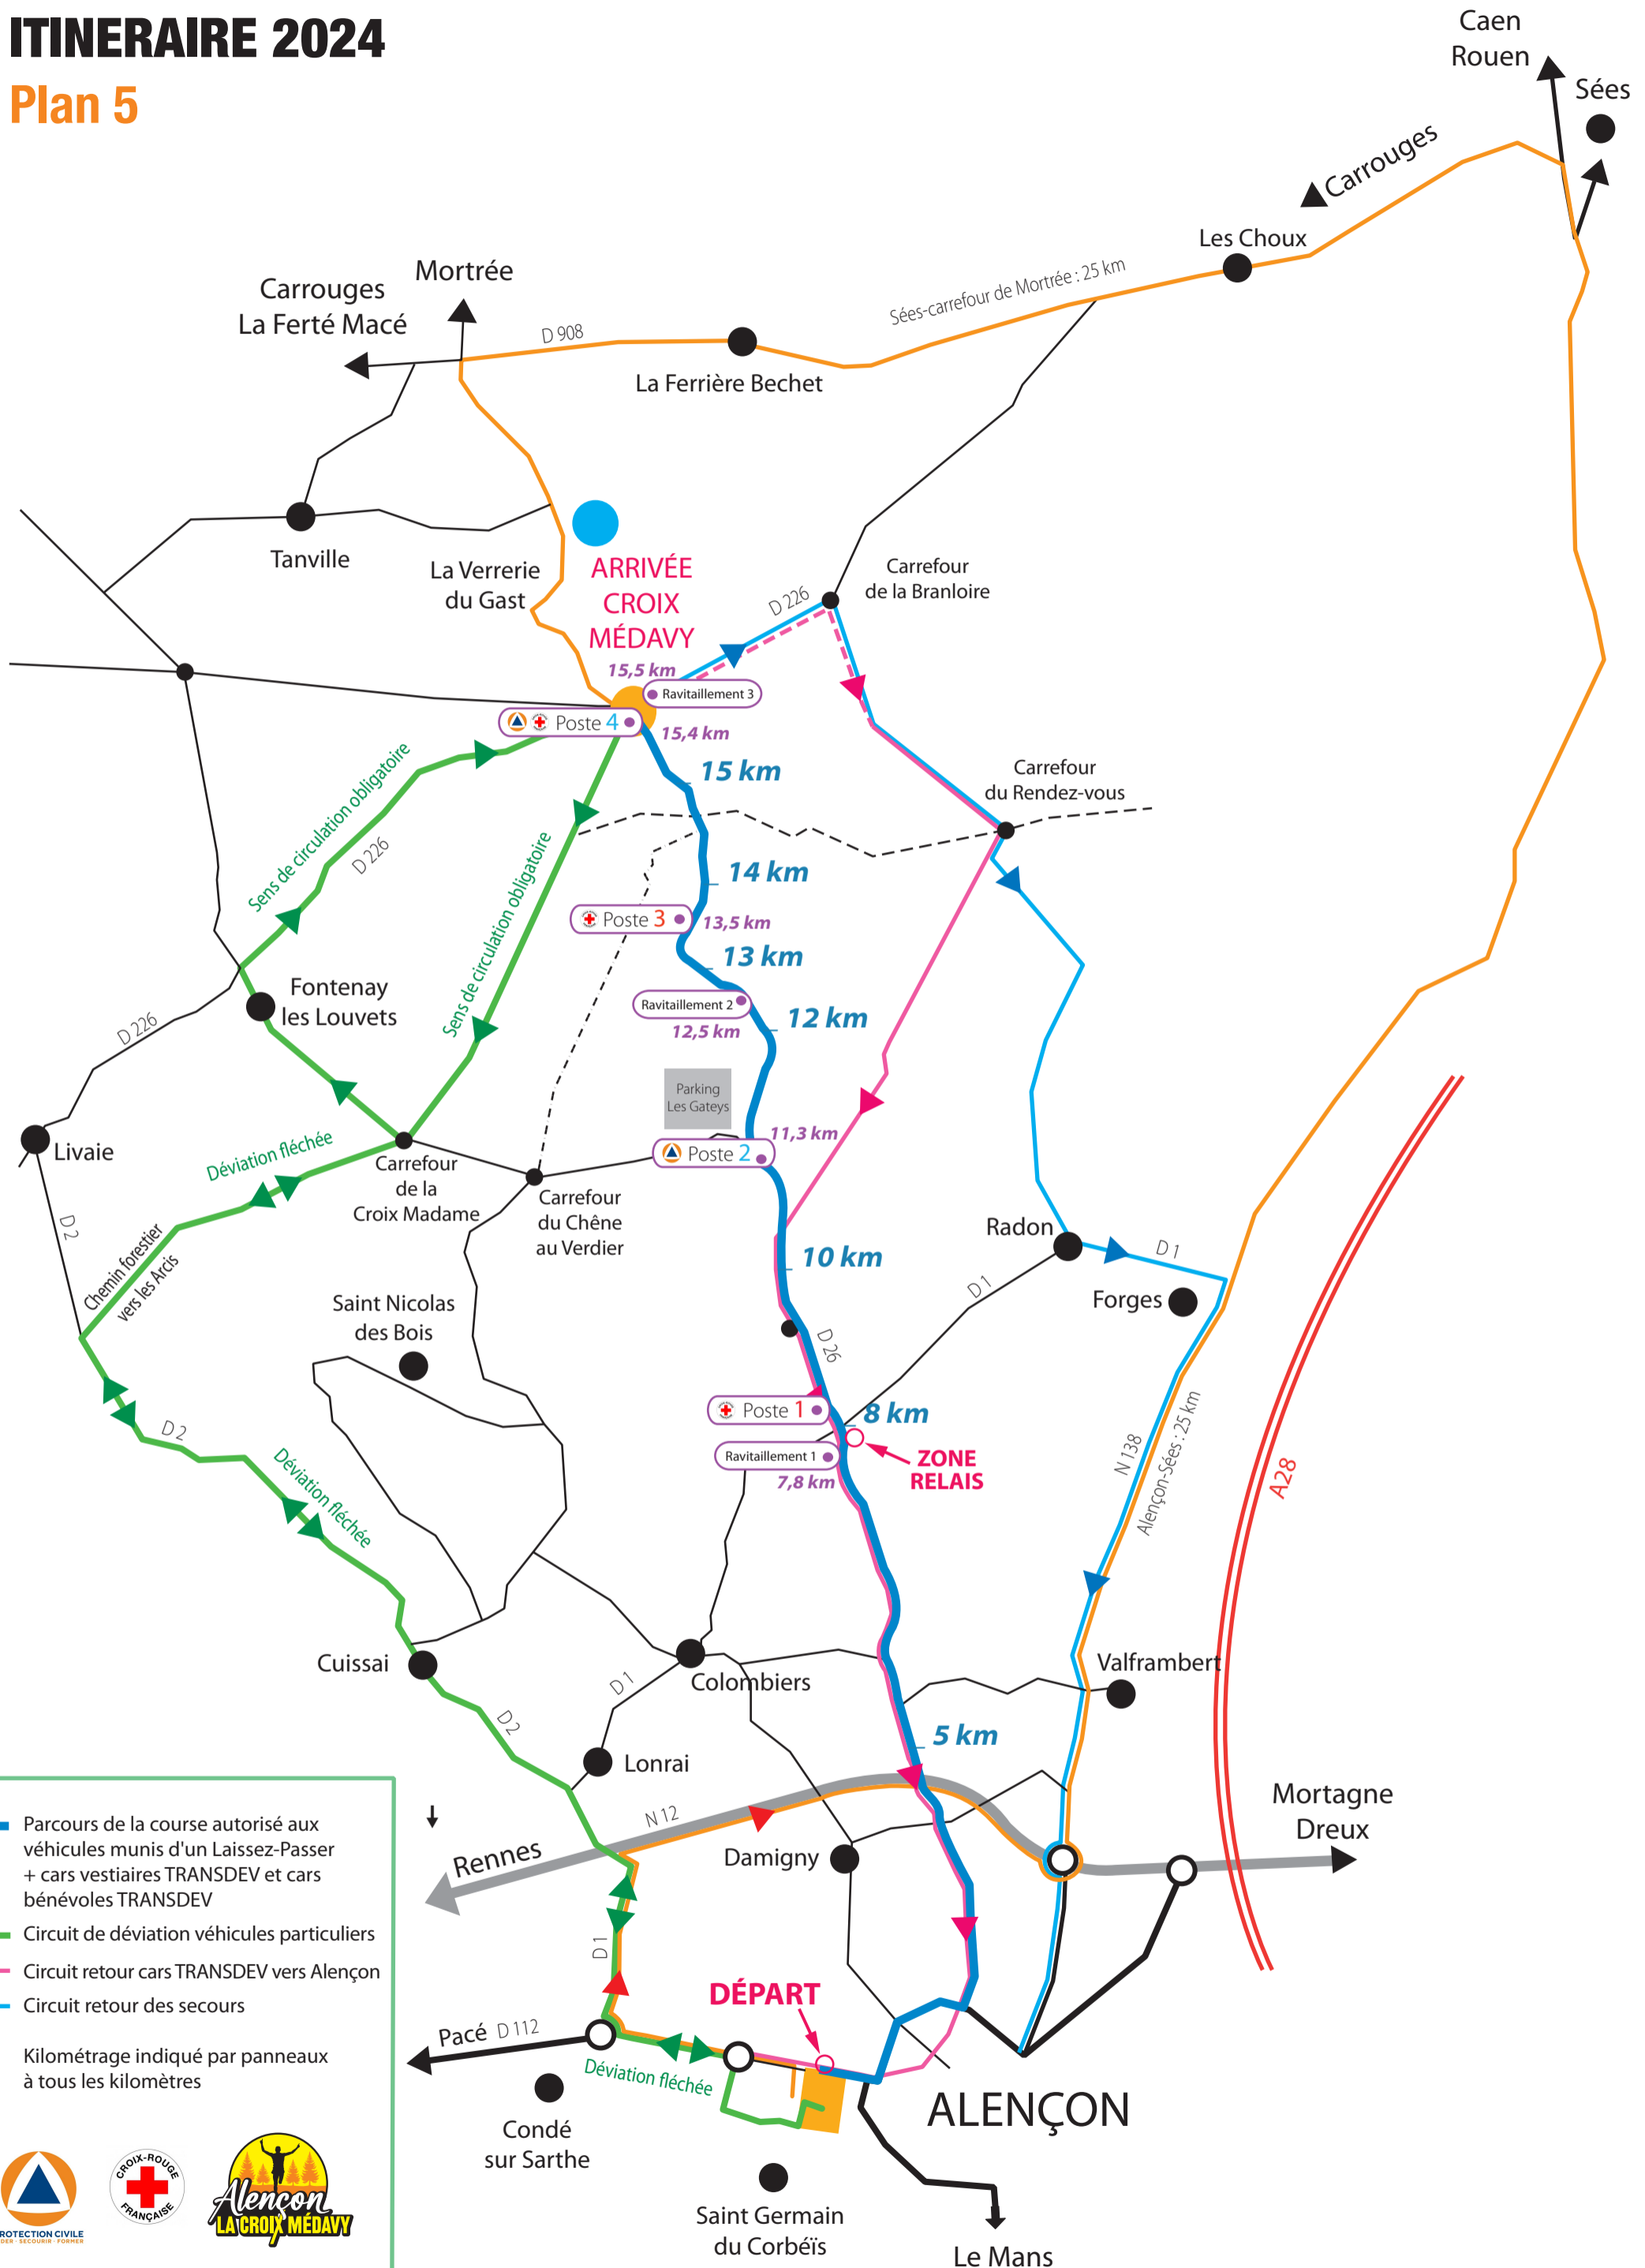 ITINERAIRE 2024
Plan 5
Caen
Rouen
Sées
Carrouges
Les Choux
Sées-carrefour de Mortrée : 25 km
Mortrée
Carrouges
La Ferté Macé
D 908
La Ferrière Bechet
Tanville
La Verrerie
du Gast
ARRIVÉE
CROIX
MÉDAVY
15,5 km
D 226
Carrefour
de la Branloire
Ravitaillement 3
Poste 4
15,4 km
15 km
Carrefour
du Rendez-vous
Sens de circulation obligatoire
D 226
Sens de circulation obligatoire
14 km
Poste 3
13,5 km
13 km
Fontenay
les Louvets
Ravitaillement 2
12,5 km
12 km
D 226
Parking
Les Gateys
11,3 km
Poste 2
Livaie
Déviation fléchée
Carrefour
de la
Croix Madame
Carrefour
du Chêne
au Verdier
D 2
Chemin forestier
vers les Arcis
Radon
D 1
10 km
D 1
Forges
Saint Nicolas
des Bois
D 26
Poste 1
8 km
Ravitaillement 1
7,8 km
ZONE
RELAIS
N 138
Alençon-Sées : 25 km
A28
D 2
Déviation fléchée
Cuissai
Colombiers
Valframbert
D 1
D 2
5 km
Lonrai
N 12
Rennes
Damigny
Mortagne
Dreux
Parcours de la course autorisé aux
véhicules munis d'un Laissez-Passer
+ cars vestiaires TRANSDEV et cars
bénévoles TRANSDEV
Circuit de déviation véhicules particuliers
Circuit retour cars TRANSDEV vers Alençon
Circuit retour des secours
Kilométrage indiqué par panneaux
à tous les kilomètres
D 1
DÉPART
Pacé D 112
Déviation fléchée
Condé
sur Sarthe
ALENÇON
Saint Germain
du Corbéïs
Le Mans
ROTECTION CIVILE
DER - SECOURIR - FORMER
CROIX-ROUGE
FRANÇAISE
Alençon
LA CROIX MÉDAVY